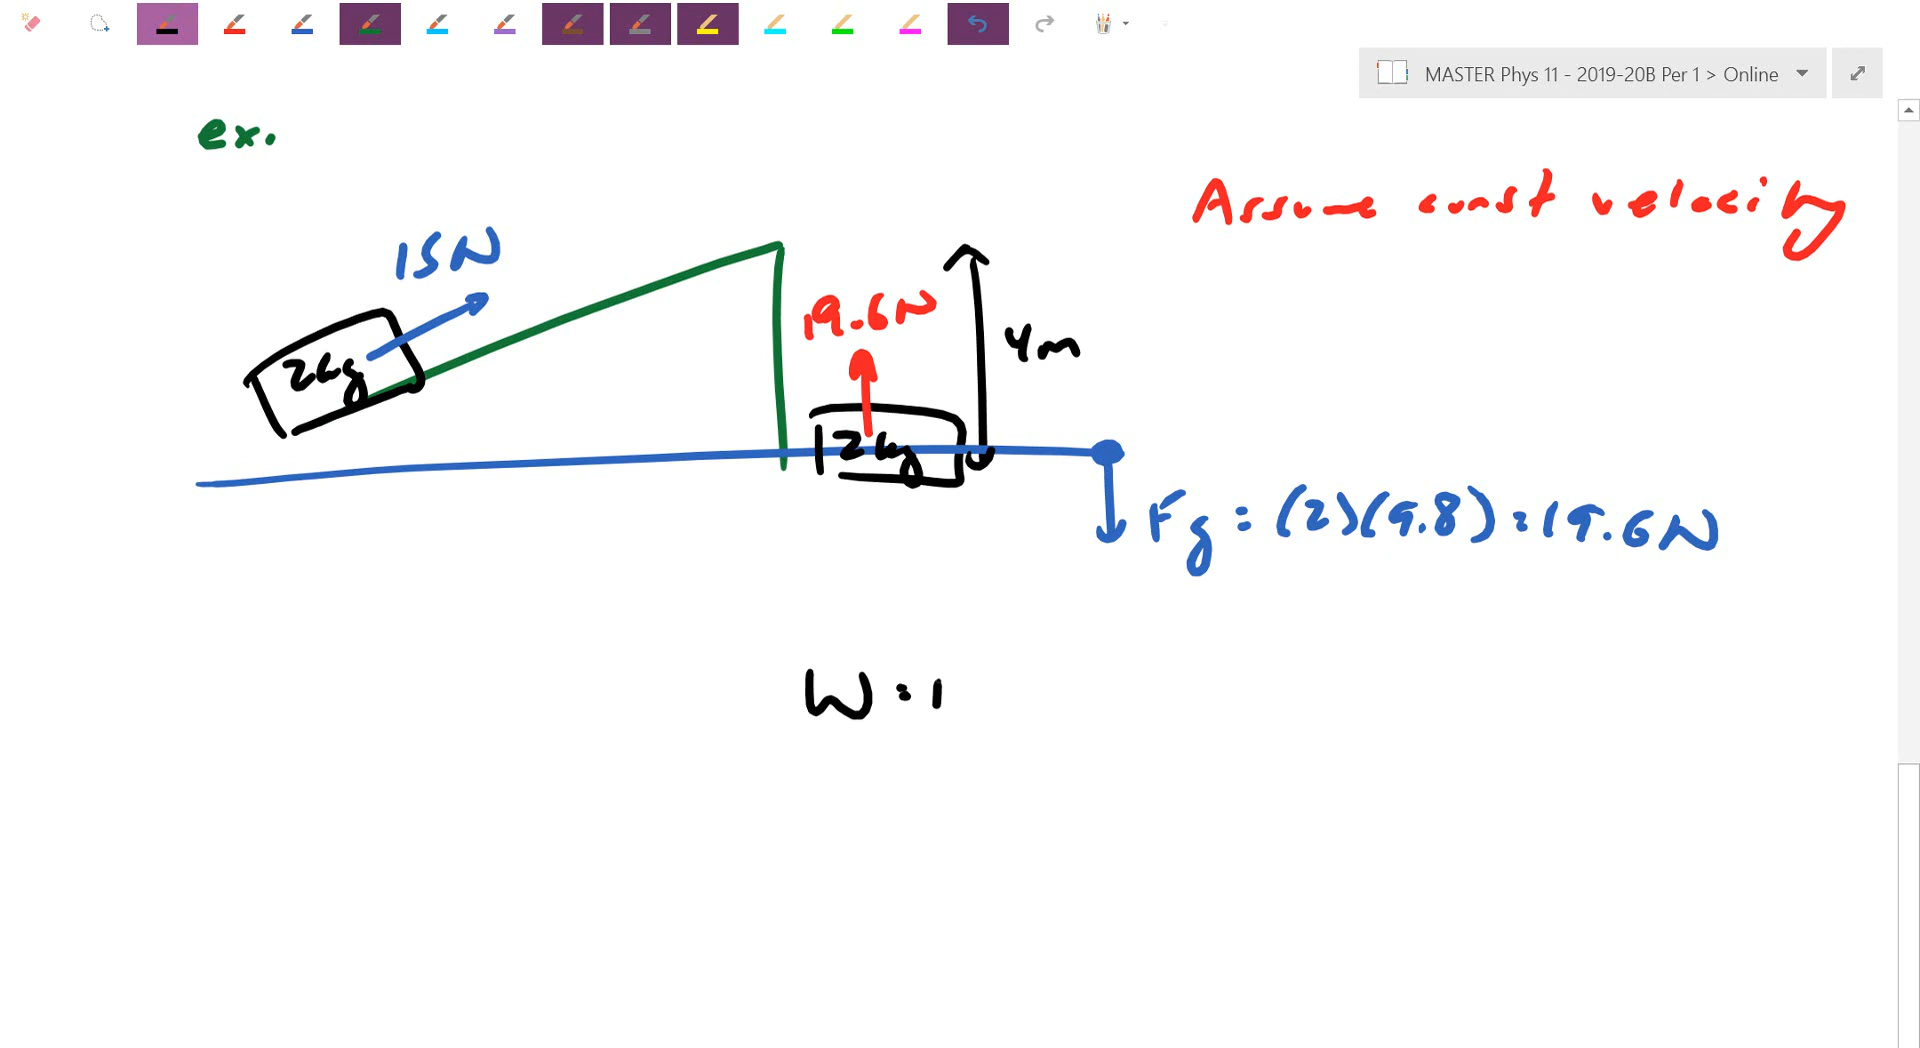 MASTER Phys 11 - 2019-20B Per 1 > Online
ex.
Assume const velocity
15N
19.6N
4m
2kg
2kg
Fg = (2)(9.8) = 19.6N
W = 1